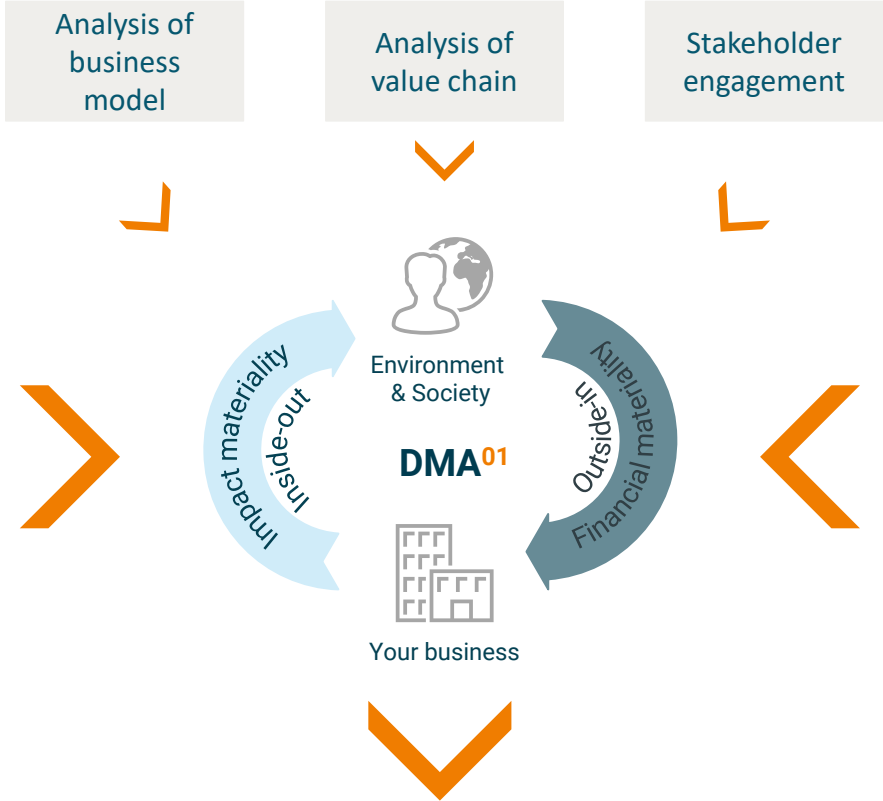 Analysis of
business
model
Analysis of
value chain
Stakeholder
engagement
Environment
& Society
Impact materiality
Inside-out
Outside-in
Financial materiality
DMA01
Your business